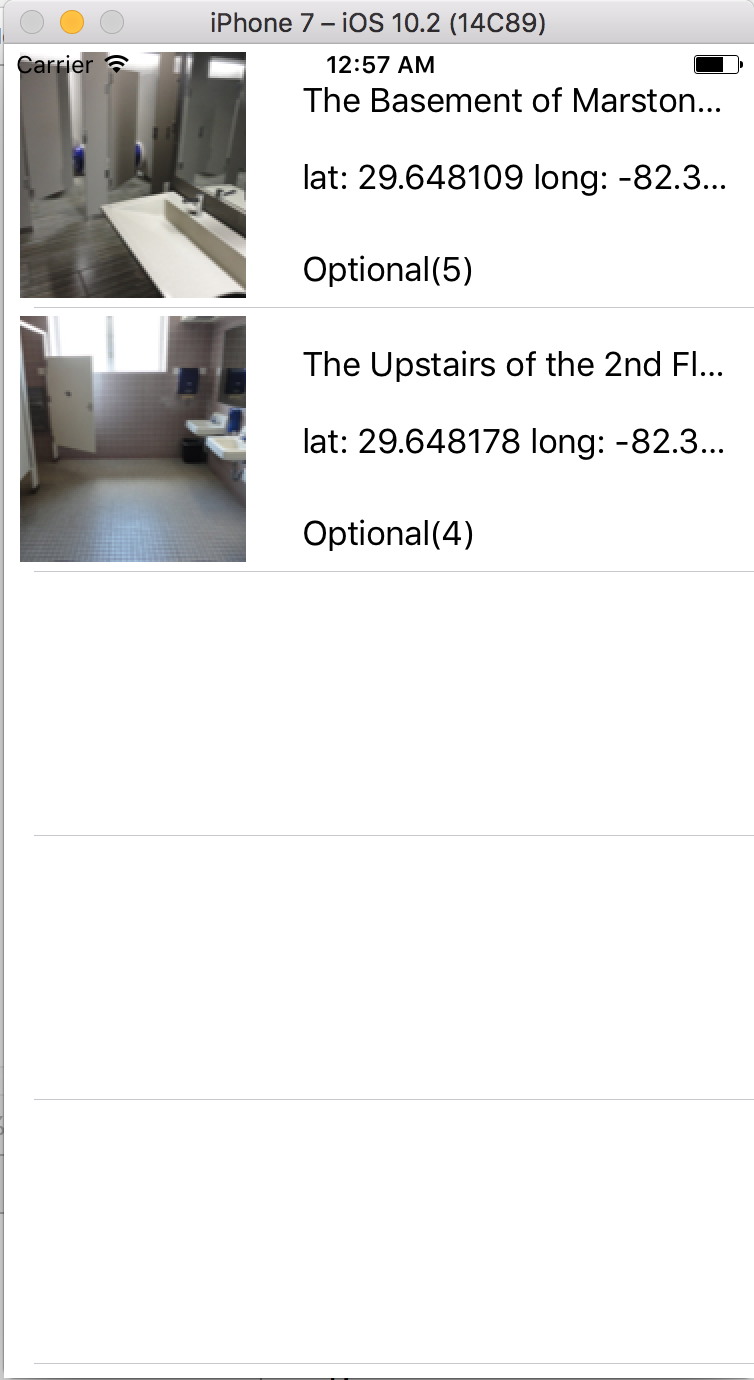 iPhone 7 – iOS 10.2 (14C89)
Carrier 12:57 AM
The Basement of Marston...
lat: 29.648109 long: -82.3...
Optional(5)
The Upstairs of the 2nd Fl...
lat: 29.648178 long: -82.3...
Optional(4)